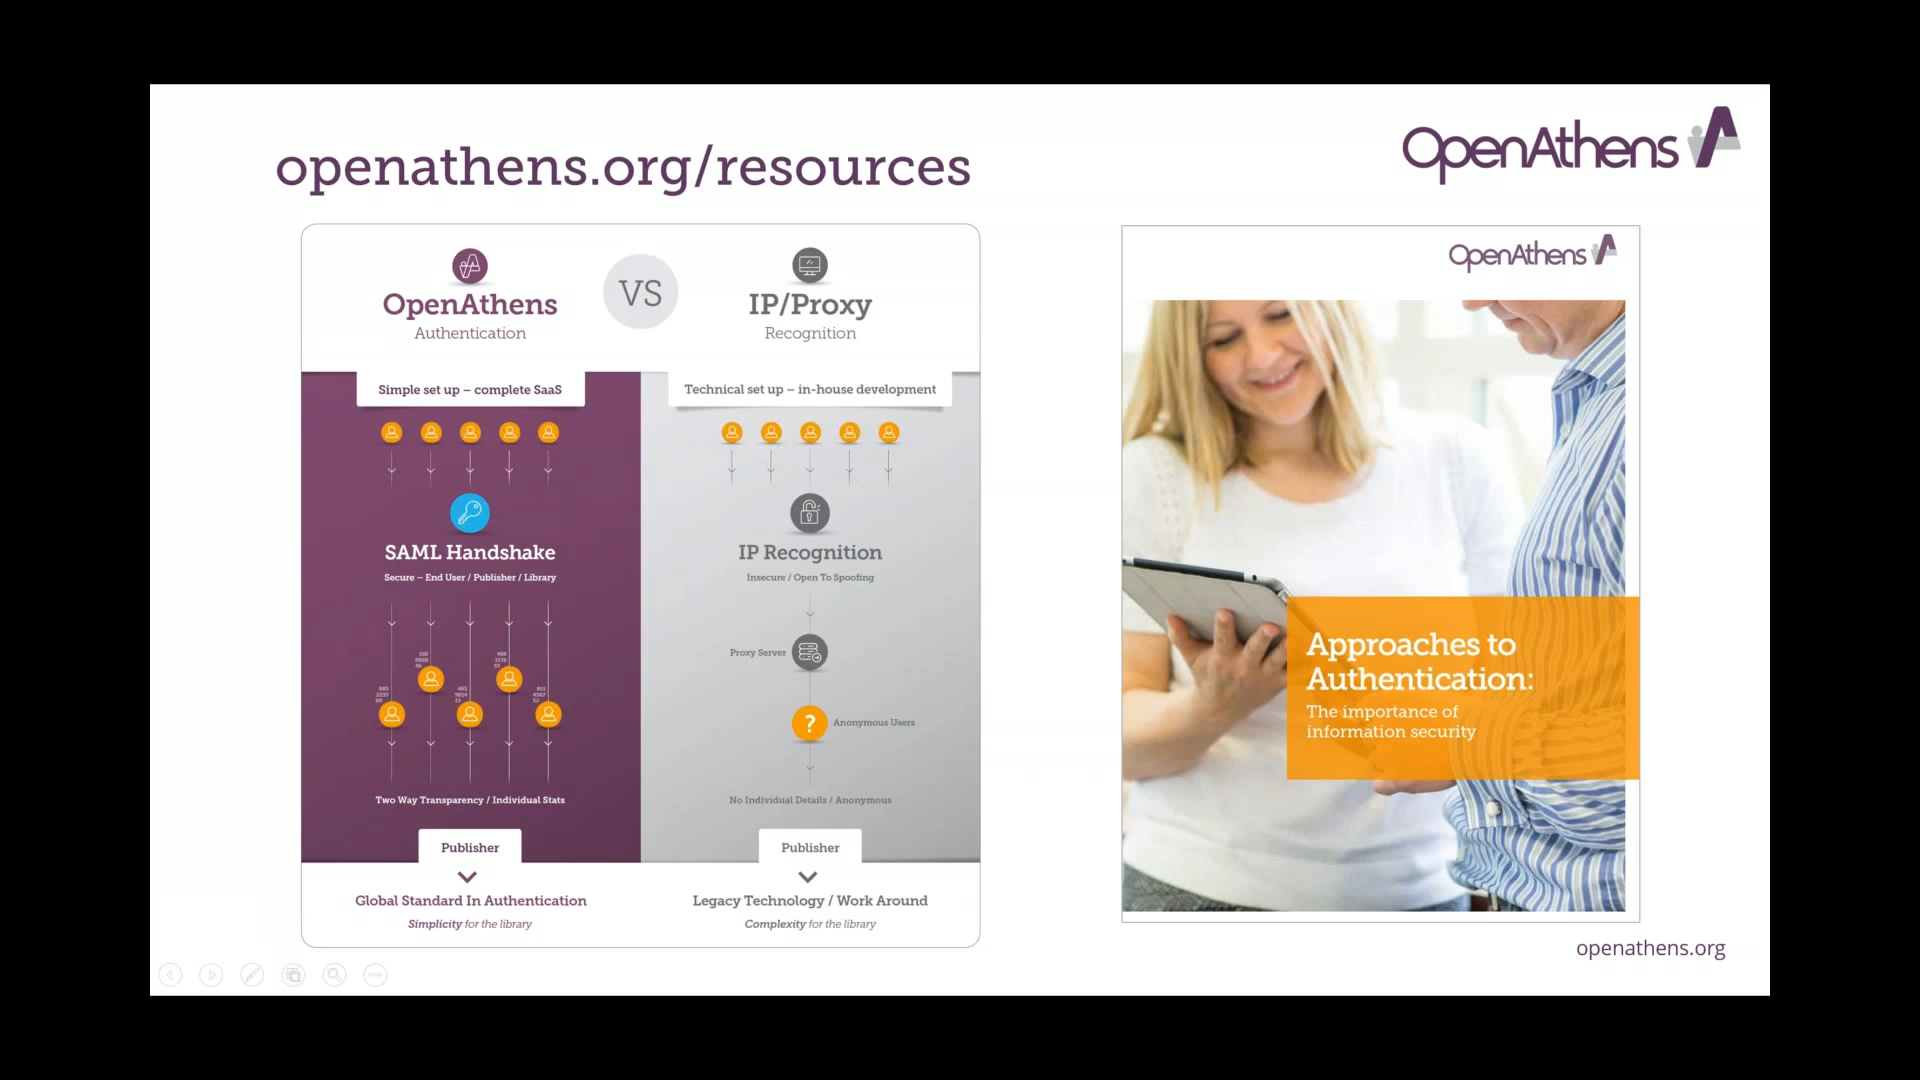 openathens.org/resources
OpenAthens
OpenAthens
Authentication
VS
IP/Proxy
Recognition
Simple set up – complete SaaS
SAML Handshake
Secure – End User / Publisher / Library
Two Way Transparency / Individual Stats
Publisher
Global Standard In Authentication
Simplicity for the library
Technical set up – in-house development
IP Recognition
Insecure / Open To Spoofing
Proxy Server
?
Anonymous Users
No Individual Details / Anonymous
Publisher
Legacy Technology / Work Around
Complexity for the library
OpenAthens
Approaches to
Authentication:
The importance of
information security
openathens.org